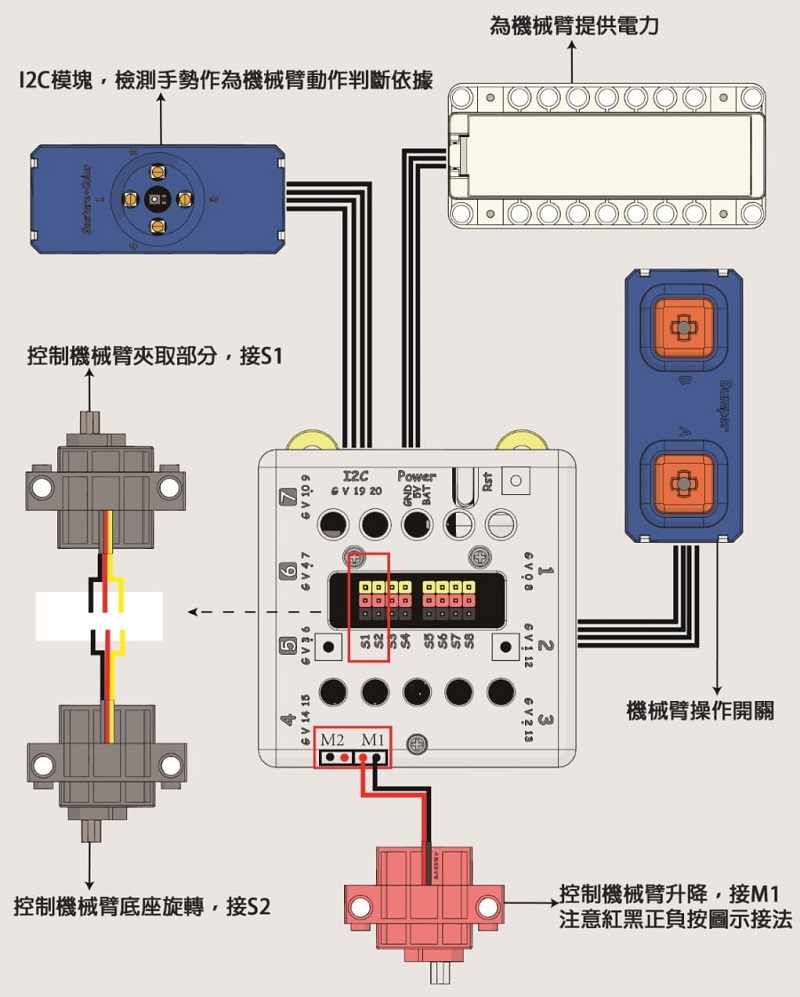 為機械臂提供電力
I2C模塊，檢測手勢作為機械臂動作判斷依據
Gesture+Color
1
2
3
4
Bumper
B
A
控制機械臂夾取部分，接S1
I2C
G V 19 20
Power
GND
5V
BAT
Rst
7
G V 10 9
6
G V 4 7
5
G V 3 6
4
G V 14 15
1
G V 0 8
2
G V 1 12
3
G V 2 13
S1 S2 S3 S4 S5 S6 S7 S8
M2 M1
機械臂操作開關
控制機械臂底座旋轉，接S2
控制機械臂升降，接M1
注意紅黑正負按圖示接法